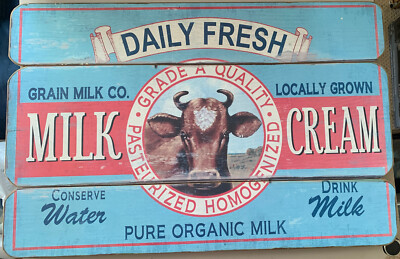 DAILY FRESH
GRAIN MILK CO.
LOCALLY GROWN
GRADE A QUALITY
MILK
CREAM
PASTEURIZED HOMOGENIZED
CONSERVE
Water
DRINK
Milk
PURE ORGANIC MILK